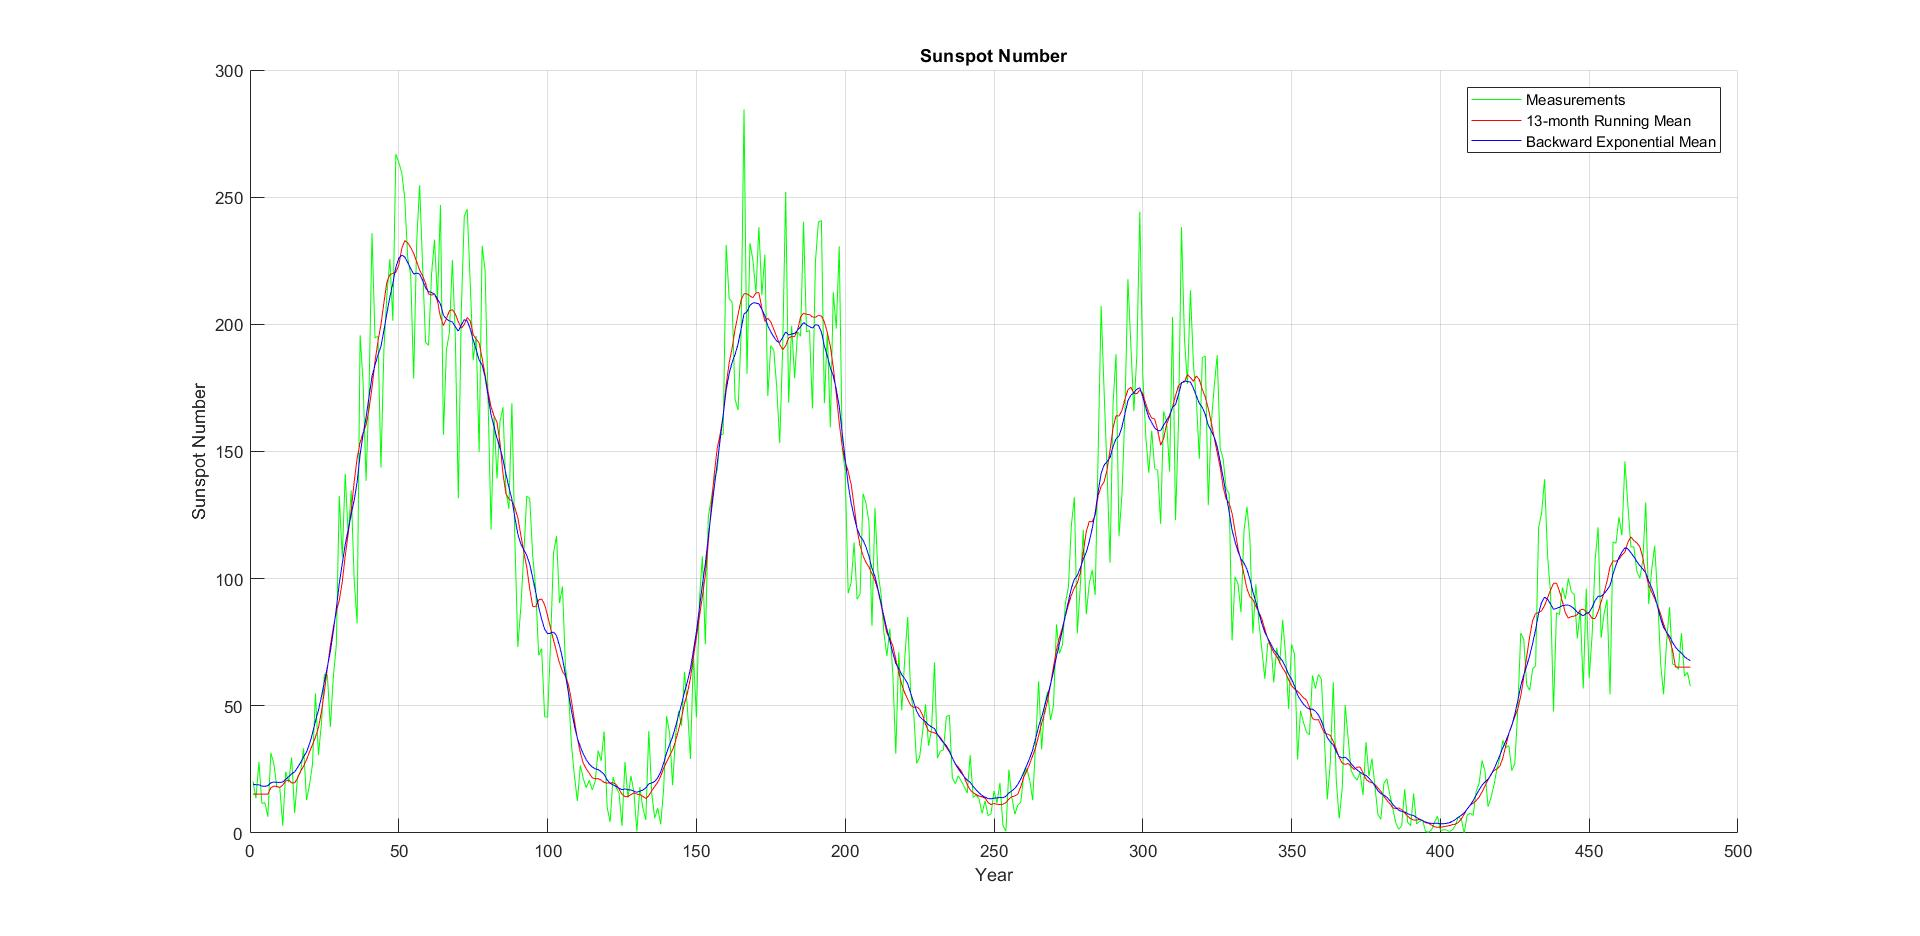 Sunspot Number
Measurements
13-month Running Mean
Backward Exponential Mean
Sunspot Number
300
250
200
150
100
50
0
0 50 100 150 200 250 300 350 400 450 500
Year